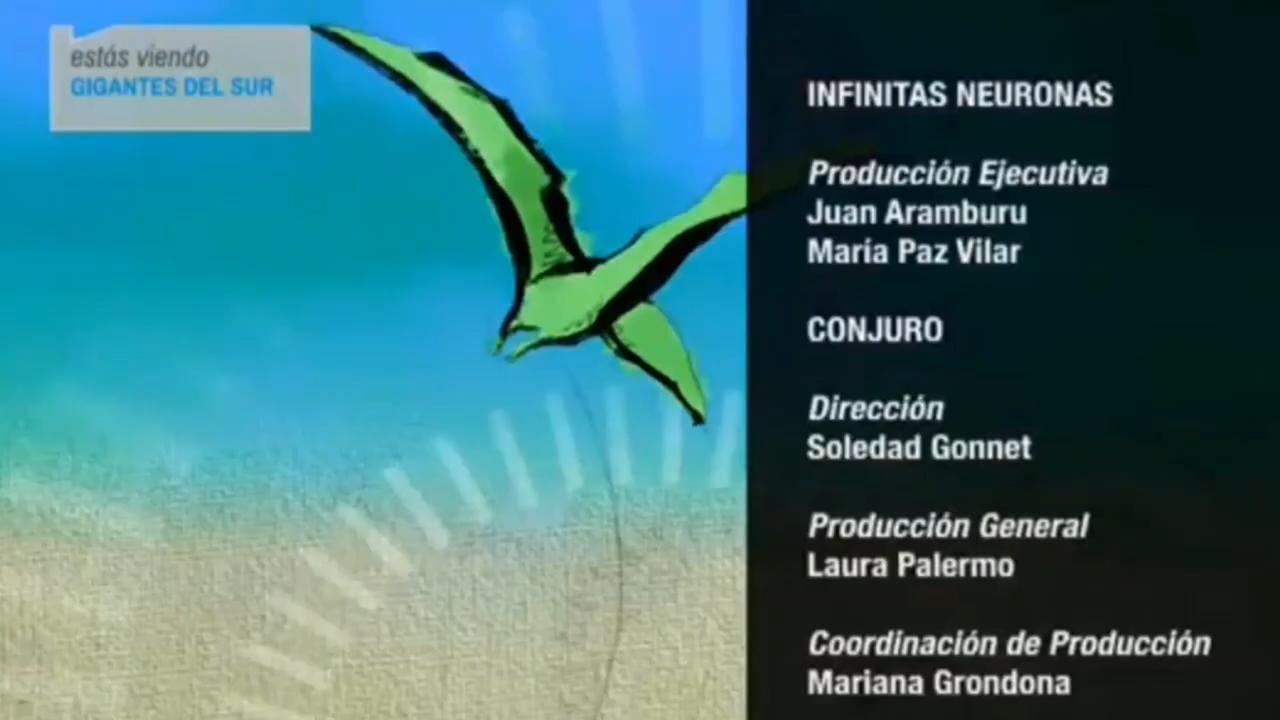 estás viendo
GIGANTES DEL SUR
INFINITAS NEURONAS
Producción Ejecutiva
Juan Aramburu
Maria Paz Vilar
CONJURO
Dirección
Soledad Gonnet
Producción General
Laura Palermo
Coordinación de Producción
Mariana Grondona